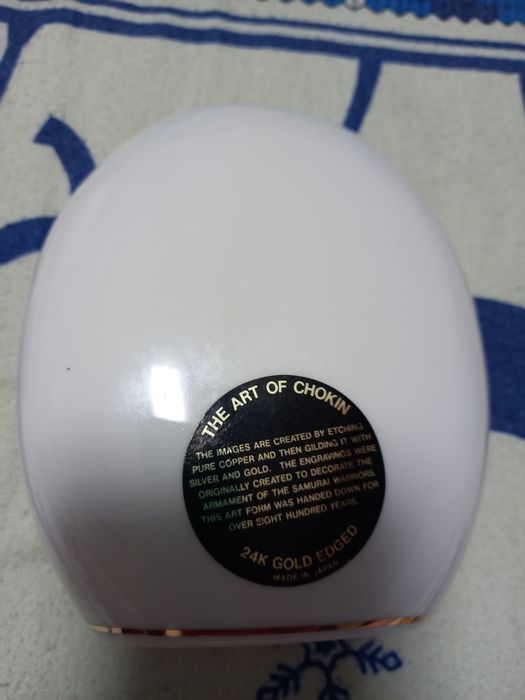 THE ART OF CHOKIN
THE IMAGES ARE CREATED BY ETCHING
PURE COPPER AND THEN GILDING IT WITH
SILVER AND GOLD. THE ENGRAVINGS WERE
ORIGINALLY CREATED TO DECORATE THE
ARMAMENT OF THE SAMURAI WARRIORS.
THIS ART FORM WAS HANDED DOWN FOR
OVER EIGHT HUNDRED YEARS.
24K GOLD EDGED
MADE IN JAPAN